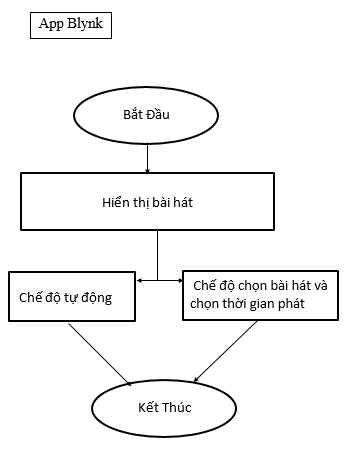 App Blynk
Bắt Đầu
Hiển thị bài hát
Chế độ tự động
Chế độ chọn bài hát và
chọn thời gian phát
Kết Thúc